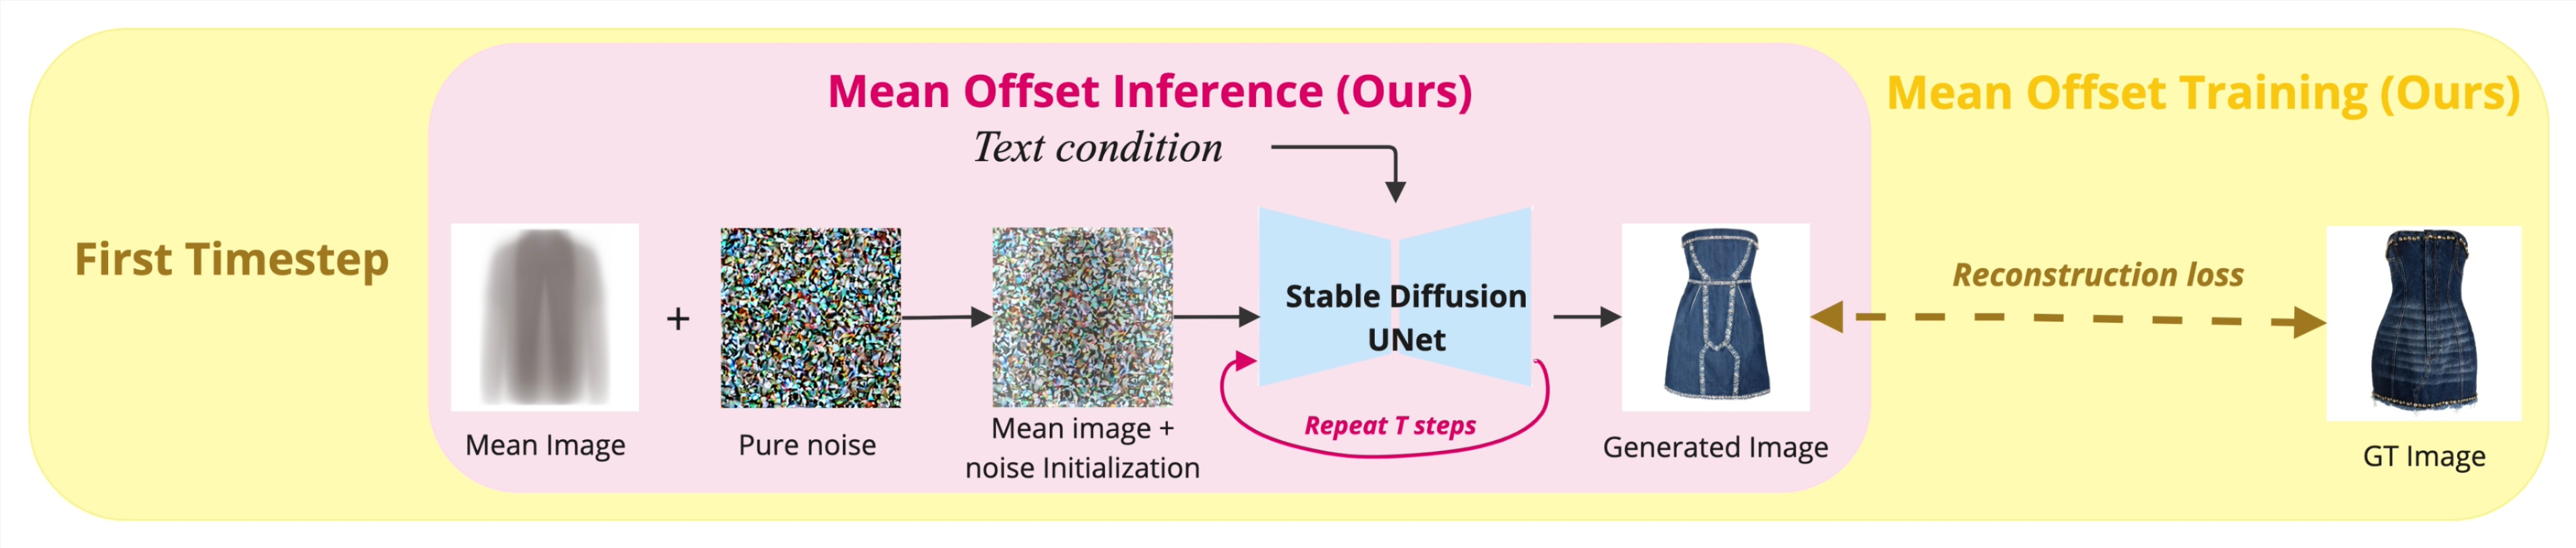 Mean Offset Inference (Ours)
Mean Offset Training (Ours)
Text condition
First Timestep
+
Stable Diffusion
UNet
Reconstruction loss
Repeat T steps
Mean Image
Pure noise
Mean image +
noise Initialization
Generated Image
GT Image